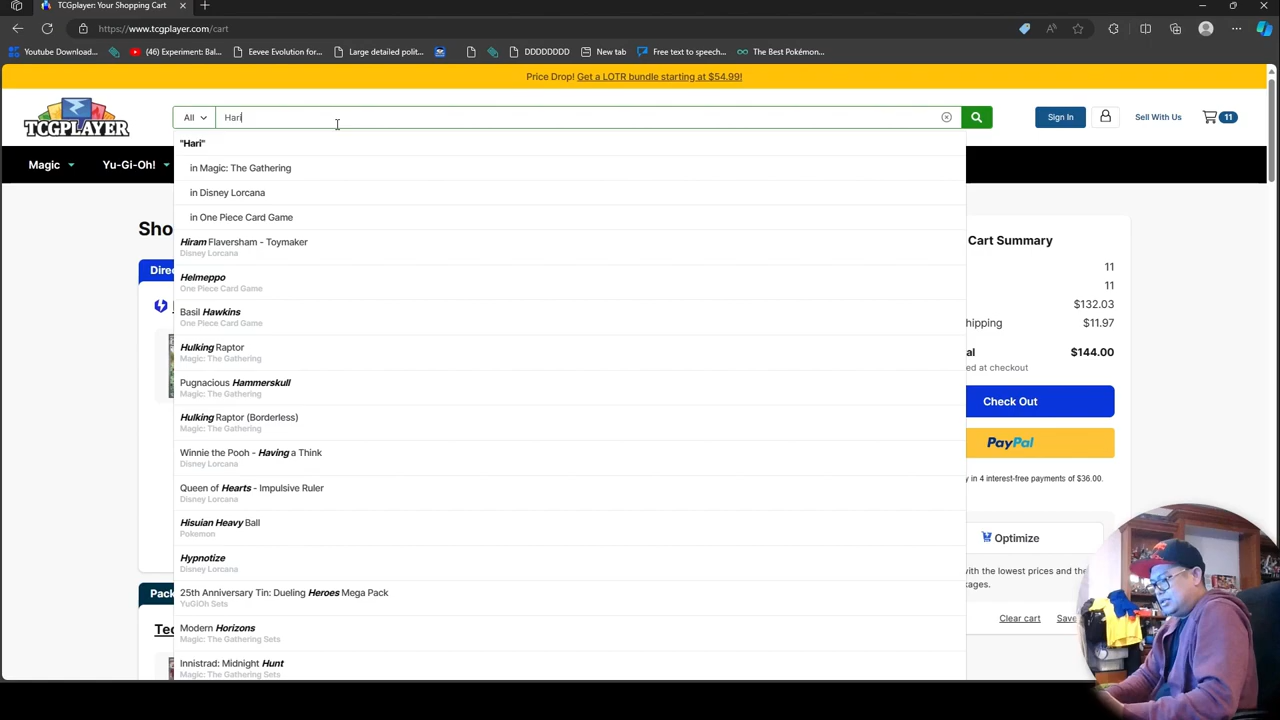 TCGplayer: Your Shopping Cart
https://www.tcgplayer.com/cart
Youtube Download...
(46) Experiment: Bal...
Eevee Evolution for...
Large detailed polit...
DDDDDDD
New tab
Free text to speech...
The Best Pokémon...
Price Drop! Get a LOTR bundle starting at $54.99!
TCGPLAYER
All
Hari
Sign In
Sell With Us
11
Magic
Yu-Gi-Oh!
"Hari"
in Magic: The Gathering
in Disney Lorcana
in One Piece Card Game
Hiram Flaversham - Toymaker
Disney Lorcana
Helmeppo
One Piece Card Game
Basil Hawkins
One Piece Card Game
Hulking Raptor
Magic: The Gathering
Pugnacious Hammerskull
Magic: The Gathering
Hulking Raptor (Borderless)
Magic: The Gathering
Winnie the Pooh - Having a Think
Disney Lorcana
Queen of Hearts - Impulsive Ruler
Disney Lorcana
Hisuian Heavy Ball
Pokemon
Hypnotize
Disney Lorcana
25th Anniversary Tin: Dueling Heroes Mega Pack
YuGiOh Sets
Modern Horizons
Magic: The Gathering Sets
Innistrad: Midnight Hunt
Magic: The Gathering Sets
Sho
Direc
Pack
Tec
Cart Summary
11
11
$132.03
hipping $11.97
al $144.00
ed at checkout
Check Out
PayPal
y in 4 interest-free payments of $36.00.
Optimize
with the lowest prices and the
ckages.
Clear cart
Save